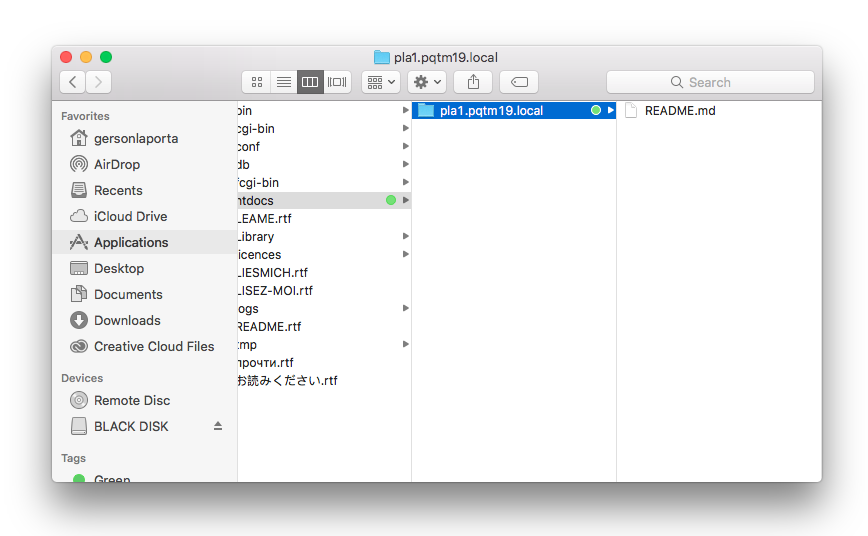 pla1.pqtm19.local
Search
Favorites
gersonlaporta
AirDrop
Recents
iCloud Drive
Applications
Desktop
Documents
Downloads
Creative Cloud Files
Devices
Remote Disc
BLACK DISK
Tags
Green
bin
cgi-bin
conf
db
fcgi-bin
htdocs
LEAME.rtf
Library
licences
LIESMICH.rtf
LISEZ-MOI.rtf
logs
README.rtf
tmp
прочти.rtf
お読みください.rtf
pla1.pqtm19.local
README.md